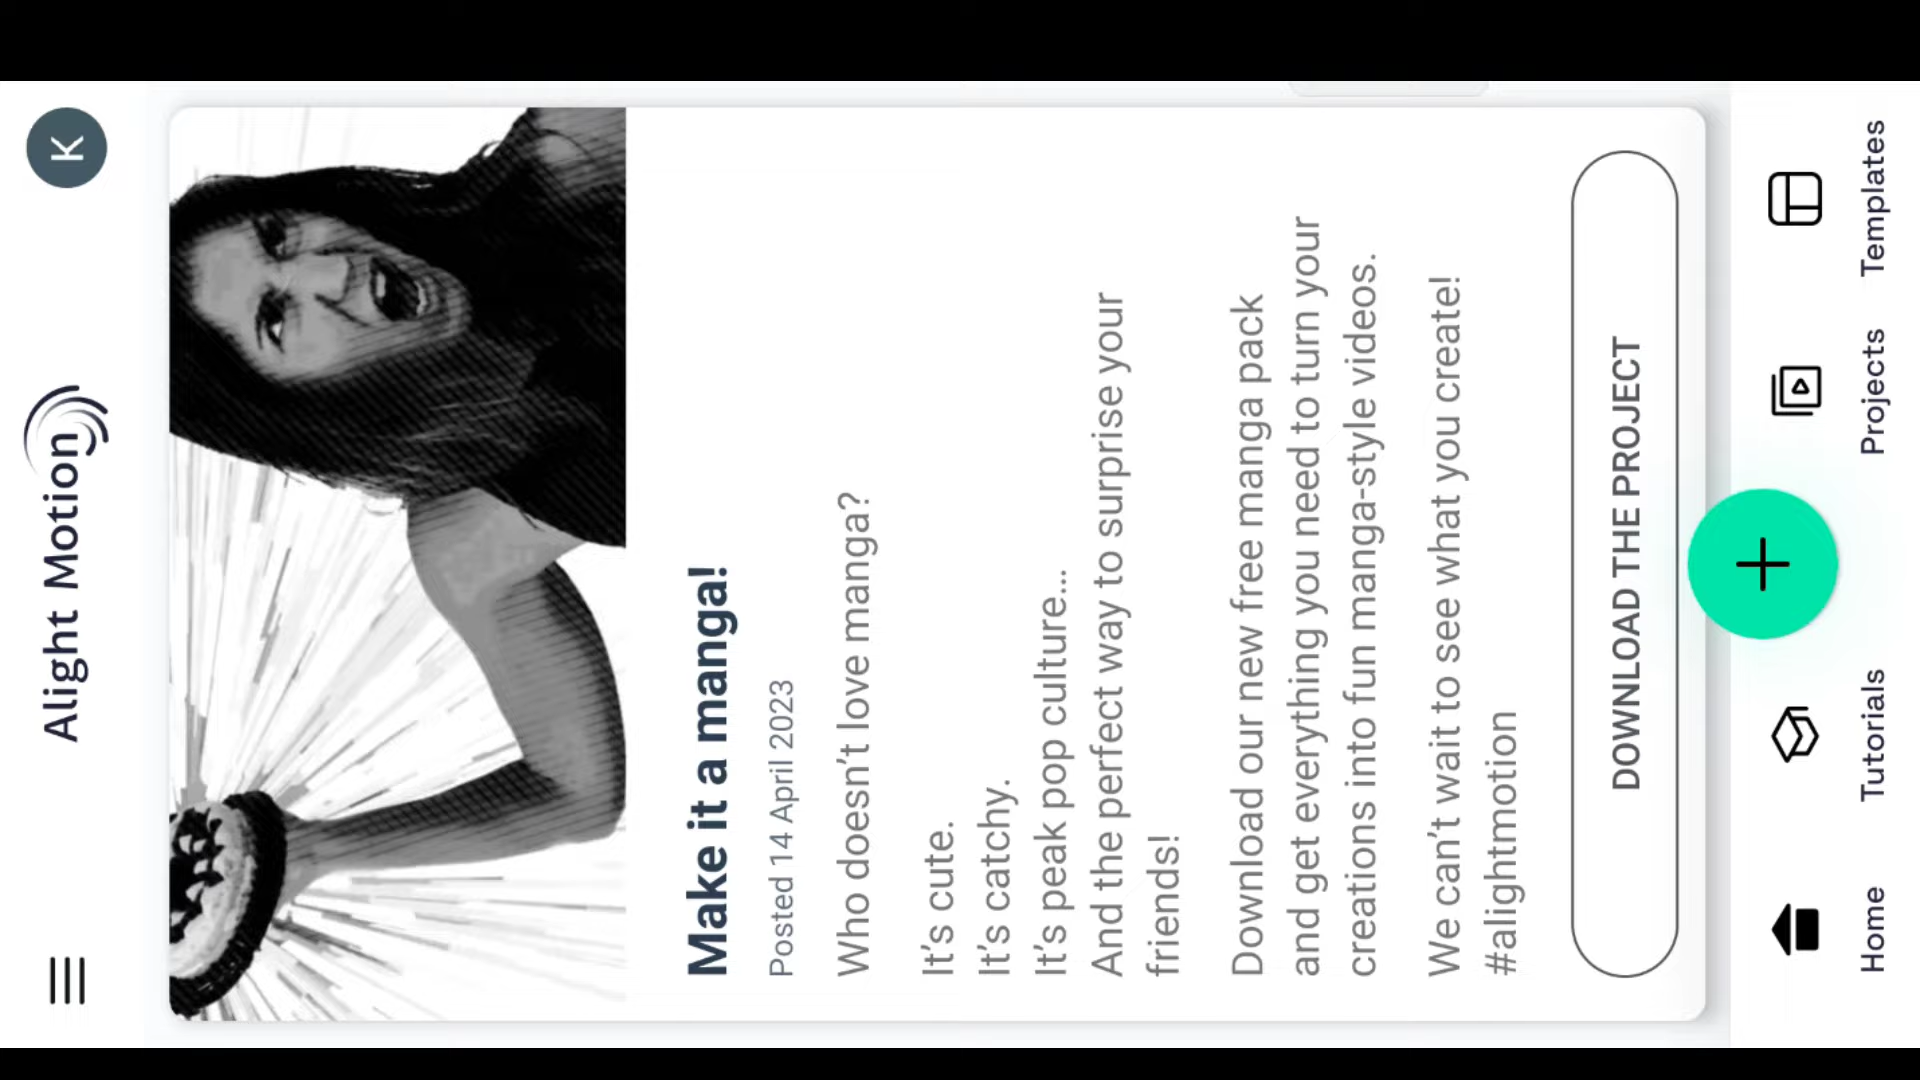 Alight Motion
K
Make it a manga!
Posted 14 April 2023
Who doesn't love manga?
It's cute.
It's catchy.
It's peak pop culture...
And the perfect way to surprise your
friends!
Download our new free manga pack
and get everything you need to turn your
creations into fun manga-style videos.
We can't wait to see what you create!
#alightmotion
DOWNLOAD THE PROJECT
Home
Tutorials
Projects
Templates